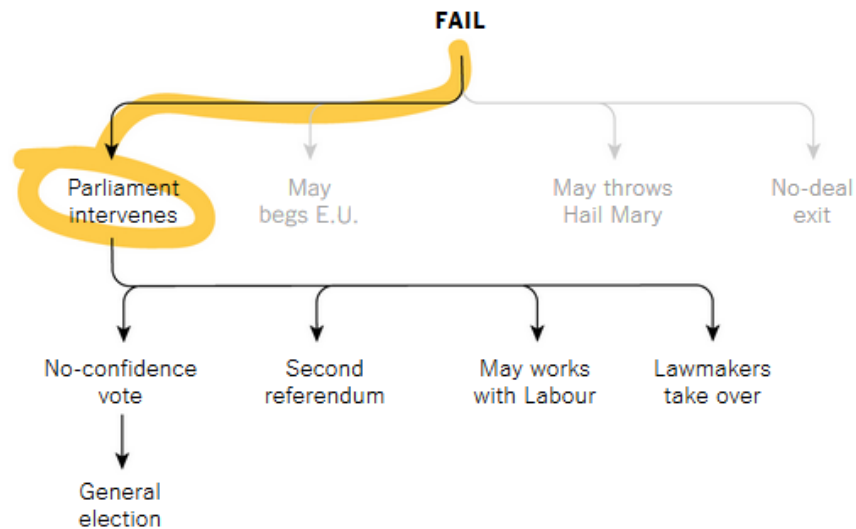 FAIL
Parliament
intervenes
May
begs E.U.
May throws
Hail Mary
No-deal
exit
No-confidence
vote
Second
referendum
May works
with Labour
Lawmakers
take over
General
election